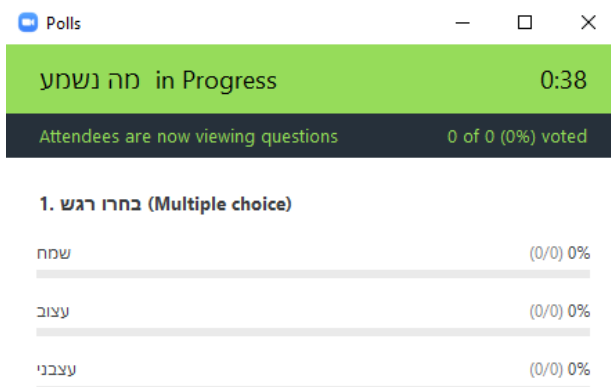 Polls
מה נשמע in Progress 0:38
Attendees are now viewing questions 0 of 0 (0%) voted
1. בחרו רגש (Multiple choice)
שמח (0/0) 0%
עצוב (0/0) 0%
עצבני (0/0) 0%